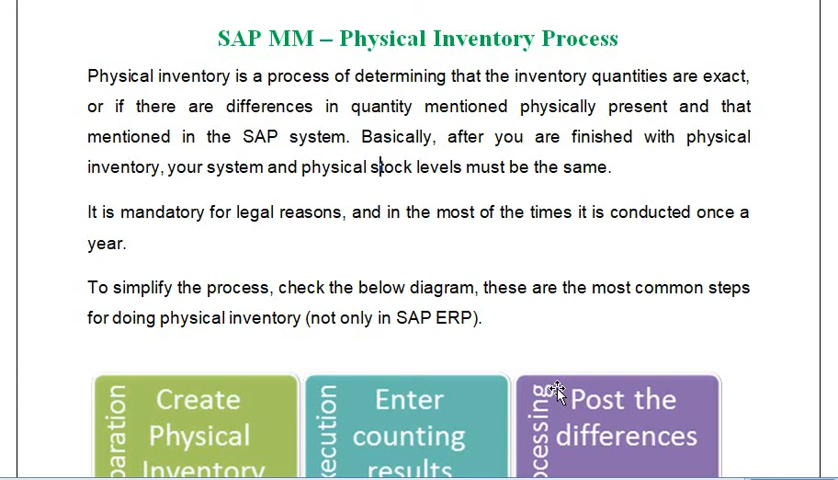 SAP MM – Physical Inventory Process
Physical inventory is a process of determining that the inventory quantities are exact,
or if there are differences in quantity mentioned physically present and that
mentioned in the SAP system. Basically, after you are finished with physical
inventory, your system and physical stock levels must be the same.
It is mandatory for legal reasons, and in the most of the times it is conducted once a
year.
To simplify the process, check the below diagram, these are the most common steps
for doing physical inventory (not only in SAP ERP).
Create
Physical
Inventory
Enter
counting
results
Post the
differences